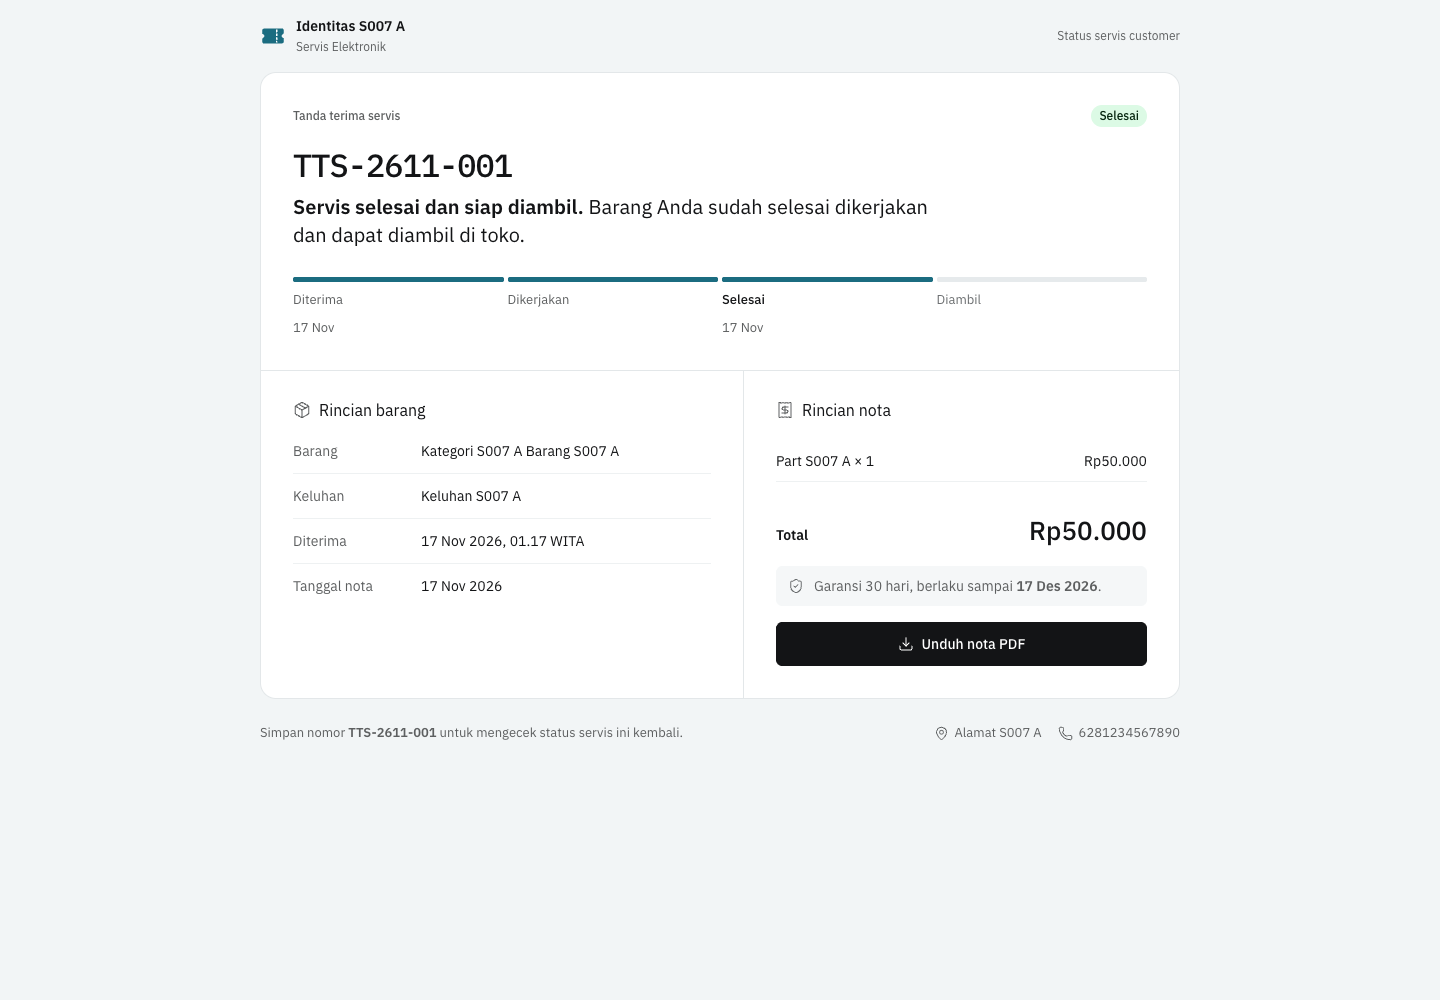 Identitas S007 A
Servis Elektronik
Status servis customer
Tanda terima servis
Selesai
TTS-2611-001
Servis selesai dan siap diambil. Barang Anda sudah selesai dikerjakan
dan dapat diambil di toko.
Diterima
17 Nov
Dikerjakan
Selesai
17 Nov
Diambil
Rincian barang
Barang Kategori S007 A Barang S007 A
Keluhan Keluhan S007 A
Diterima 17 Nov 2026, 01.17 WITA
Tanggal nota 17 Nov 2026
Rincian nota
Part S007 A × 1 Rp50.000
Total Rp50.000
Garansi 30 hari, berlaku sampai 17 Des 2026.
Unduh nota PDF
Simpan nomor TTS-2611-001 untuk mengecek status servis ini kembali.
Alamat S007 A 6281234567890